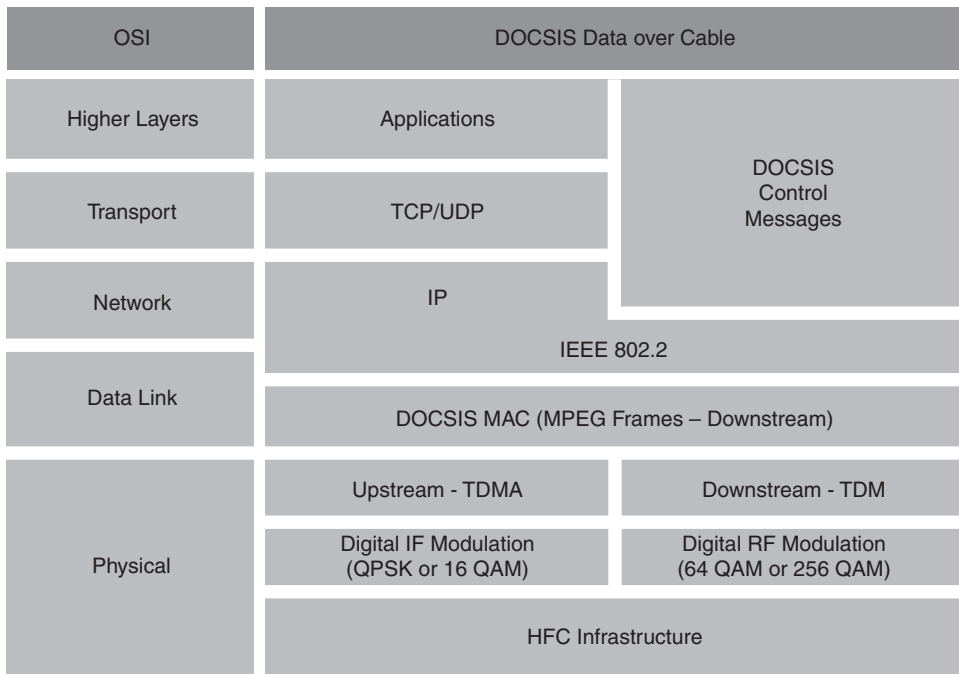 OSI
DOCSIS Data over Cable
Higher Layers
Applications
DOCSIS
Control
Messages
Transport
TCP/UDP
Network
IP
IEEE 802.2
Data Link
DOCSIS MAC (MPEG Frames – Downstream)
Physical
Upstream - TDMA
Downstream - TDM
Digital IF Modulation
(QPSK or 16 QAM)
Digital RF Modulation
(64 QAM or 256 QAM)
HFC Infrastructure